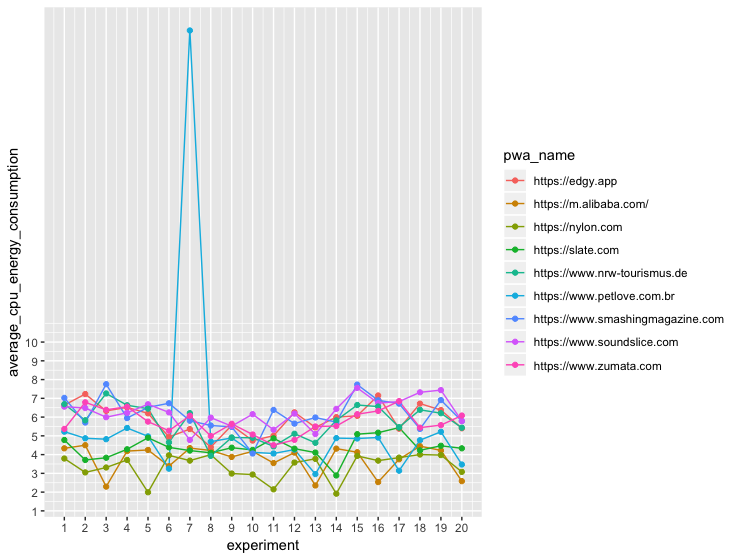 average_cpu_energy_consumption
10
9
8
7
6
5
4
3
2
1
1 2 3 4 5 6 7 8 9 10 11 12 13 14 15 16 17 18 19 20
experiment
pwa_name
https://edgy.app
https://m.alibaba.com/
https://nylon.com
https://slate.com
https://www.nrw-tourismus.de
https://www.petlove.com.br
https://www.smashingmagazine.com
https://www.soundslice.com
https://www.zumata.com